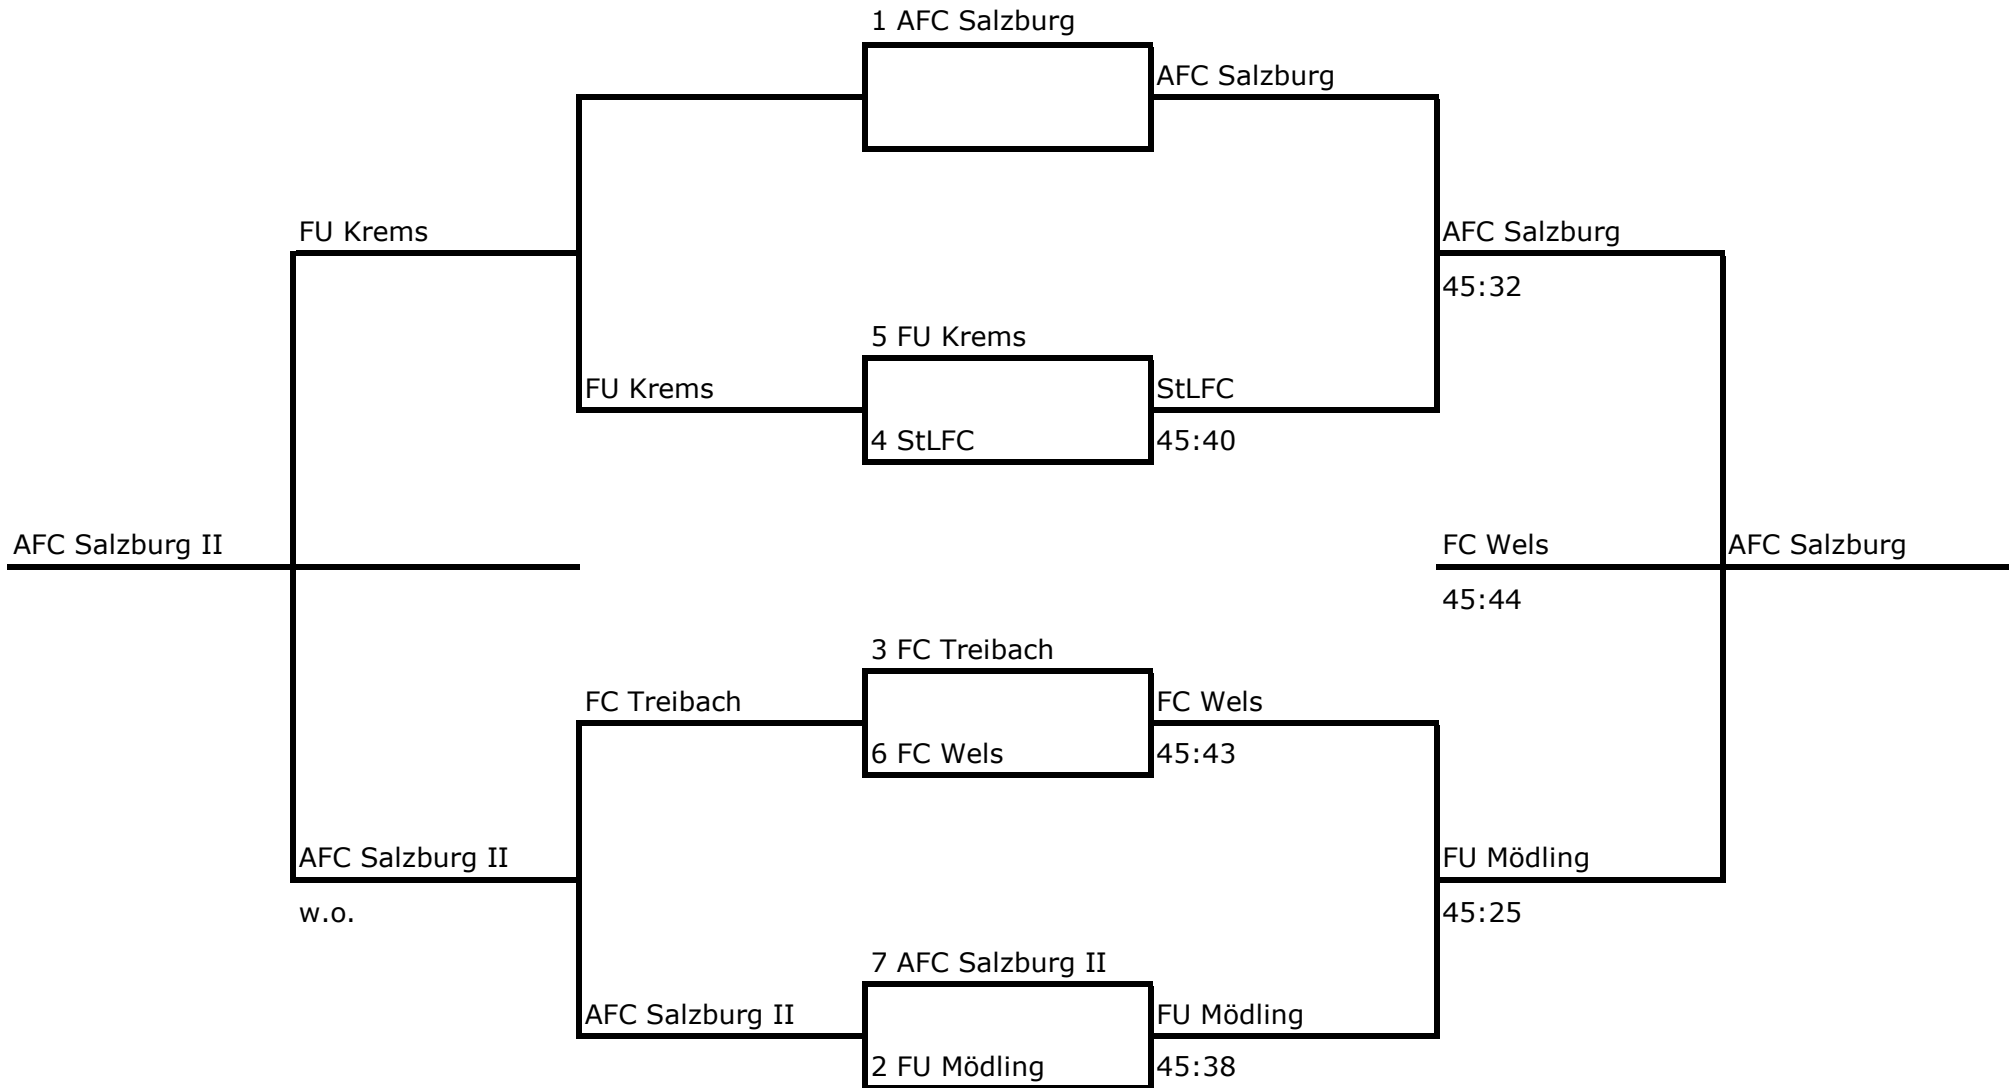 1 AFC Salzburg
AFC Salzburg
FU Krems
AFC Salzburg
45:32
5 FU Krems
FU Krems
StLFC
4 StLFC
45:40
AFC Salzburg II
FC Wels
AFC Salzburg
45:44
3 FC Treibach
FC Treibach
FC Wels
6 FC Wels
45:43
AFC Salzburg II
FU Mödling
w.o.
45:25
7 AFC Salzburg II
AFC Salzburg II
FU Mödling
2 FU Mödling
45:38